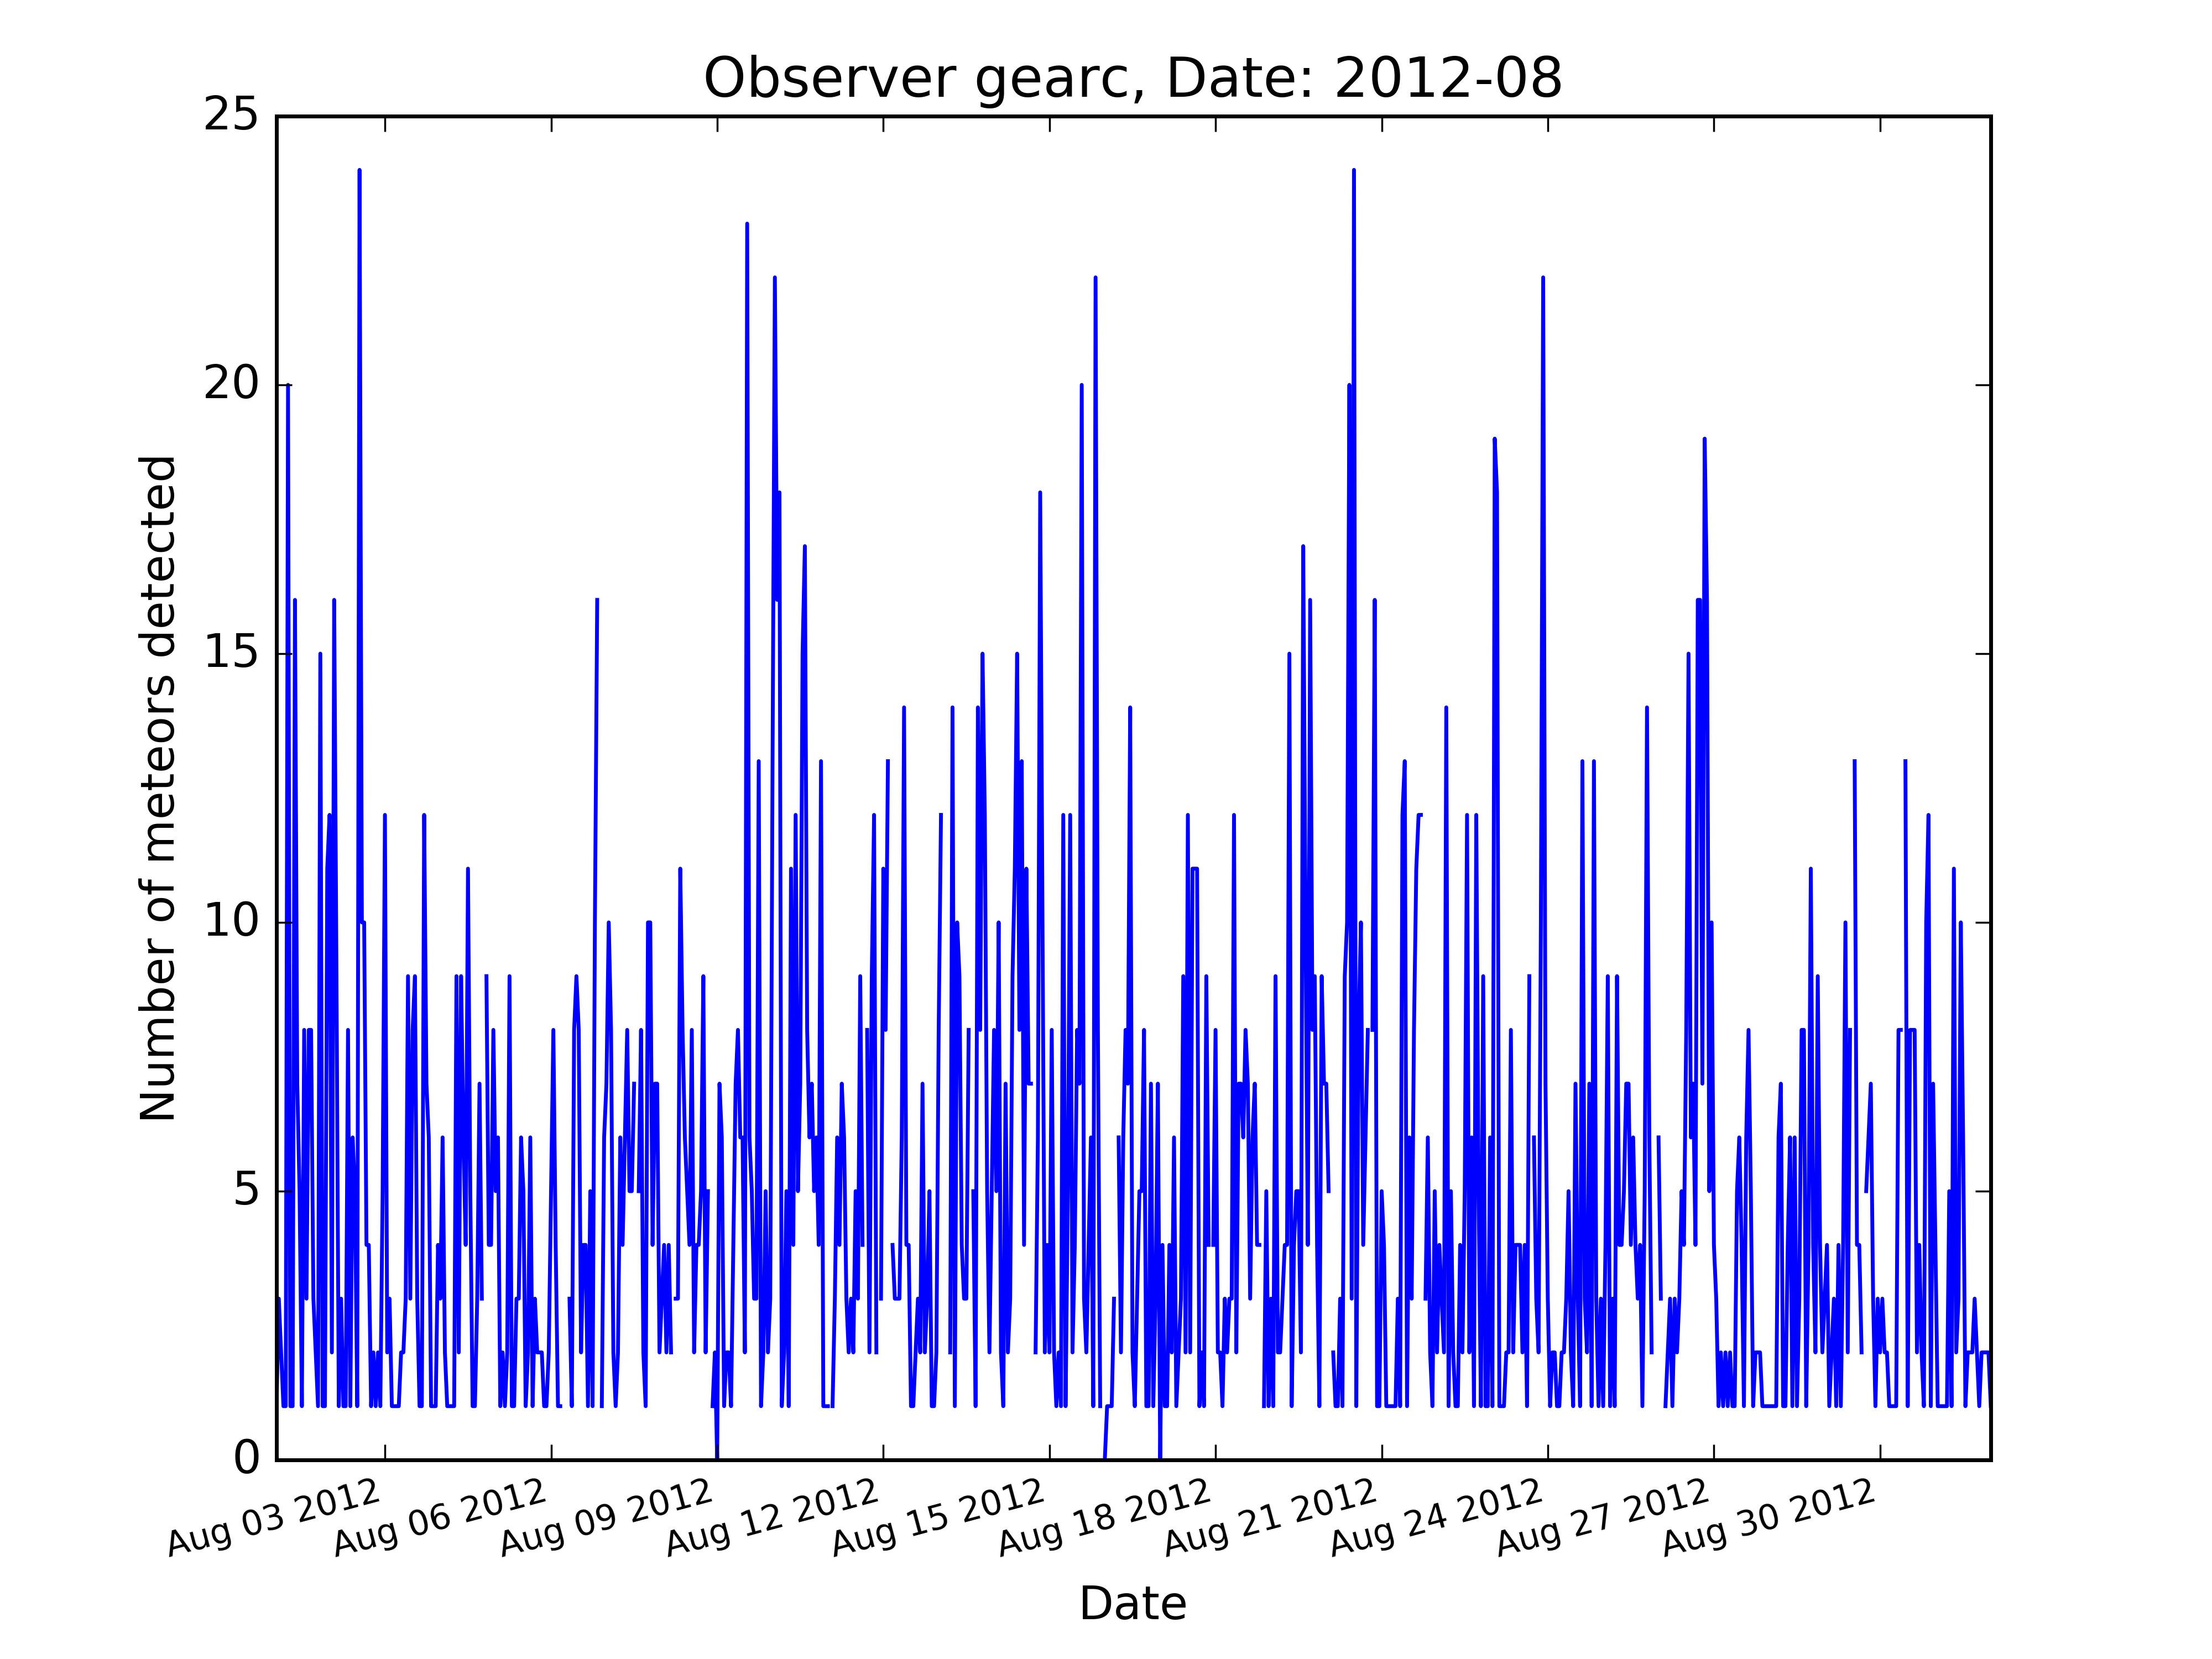 Observer gearc, Date: 2012-08
25
20
15
10
5
0
Number of meteors detected
Aug 03 2012
Aug 06 2012
Aug 09 2012
Aug 12 2012
Aug 15 2012
Aug 18 2012
Aug 21 2012
Aug 24 2012
Aug 27 2012
Aug 30 2012
Date